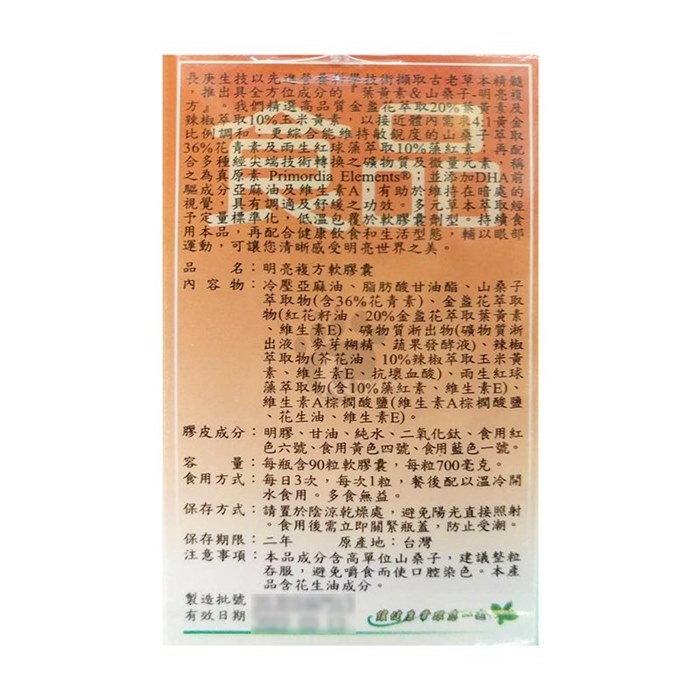 長庚生技以先進營養科學技術擷取古老草本精髓
，推出具全方位成分的『葉黃素&山桑子-明亮複
方』。我們精選高品質金盞花萃取20%葉黃素及
辣椒萃取10%玉米黃素，以接近體內需求4:1黃金
比例調和，更綜合能維持敏銳度的山桑子萃取
36%花青素及雨生紅球藻萃取10%藻紅素，再配
合多種經尖端技術轉換之礦物質及微量元素，稱
之為真原素 Primordia Elements®，並添加DHA前
驅成分亞麻油及維生素A，有助於維持在暗處的
視覺，具有調適及舒緩之功效。多元草本萃取經
子定量標準化，低溫包覆於軟膠囊劑型，持續食
用本品，再配合健康飲食和生活型態，輔以眼部
運動，可讓您清晰感受明亮世界之美。
品　　名：明亮複方軟膠囊
內 容 物：冷壓亞麻油、脂肪酸甘油酯、山桑子
萃取物(含36%花青素)、金盞花萃取
物(紅花籽油、20%金盞花萃取葉黃素
、維生素E)、礦物質淅出物(礦物質淅
出液、麥芽糊精、蔬果發酵液)、辣椒
萃取物(芥花油、10%辣椒萃取玉米黃
素、維生素E、抗壞血酸)、雨生紅球
藻萃取物(含10%藻紅素、維生素E)、
維生素A棕櫚酸鹽(維生素A棕櫚酸鹽
、花生油、維生素E)。
膠皮成分：明膠、甘油、純水、二氧化鈦、食用紅
色六號、食用黃色四號、食用藍色一號。
容　　量：每瓶含90粒軟膠囊，每粒700毫克。
食用方式：每日3次，每次1粒，餐後配以溫冷開
水食用。多食無益。
保存方式：請置於陰涼乾燥處，避免陽光直接照射
。食用後需立即關緊瓶蓋，防止受潮。
保存期限：二年　　原產地：台灣
注意事項：本品成分含高單位山桑子，建議整粒
吞服，避免嚼食而使口腔染色。本產
品含花生油成分。
製造批號
有效日期